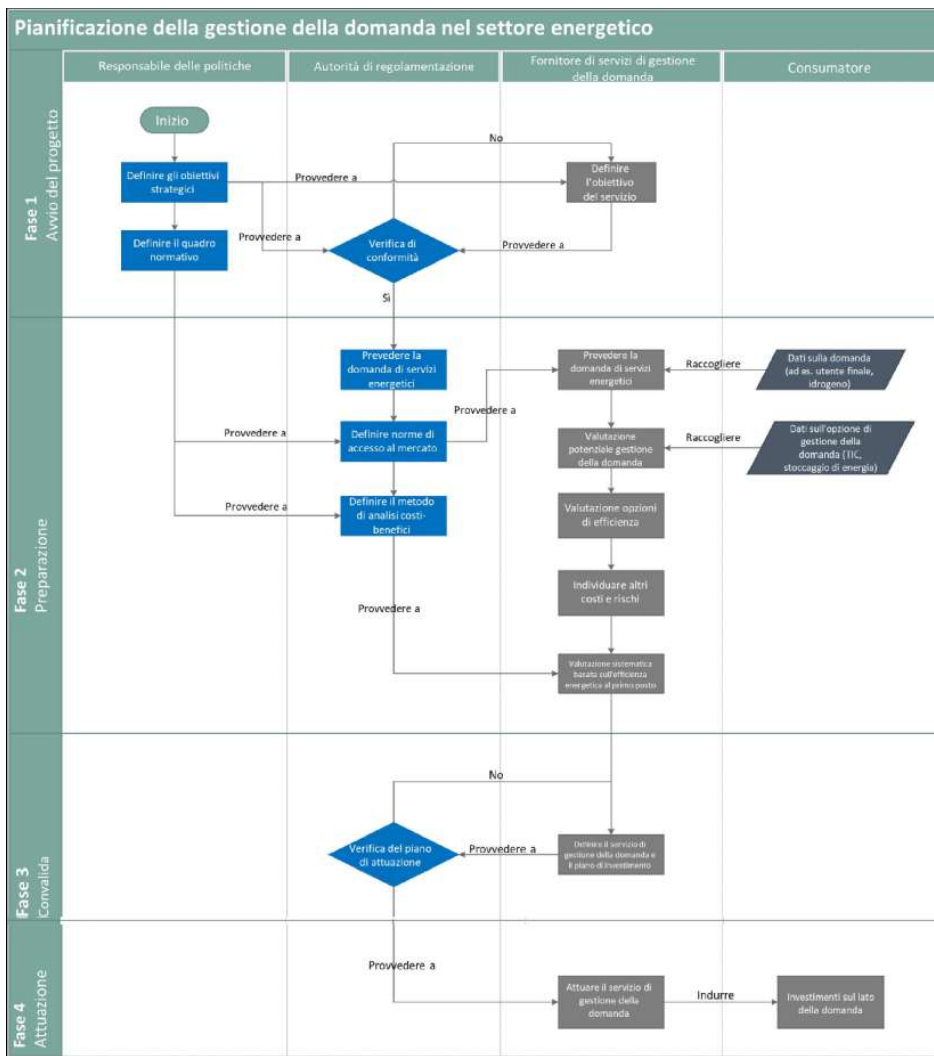 Pianificazione della gestione della domanda nel settore energetico
Responsabile delle politiche
Autorità di regolamentazione
Fornitore di servizi di gestione
della domanda
Consumatore
Fase 1
Avvio del progetto
Inizio
No
Definire gli obiettivi
strategici
Provvedere a
Definire
l'obiettivo
del servizio
Definire il quadro
normativo
Provvedere a
Verifica di
conformità
Provvedere a
Sì
Fase 2
Preparazione
Prevedere la
domanda di servizi
energetici
Prevedere la
domanda di servizi
energetici
Raccogliere
Dati sulla domanda
(ad es. utente finale,
idrogeno)
Provvedere a
Provvedere a
Definire norme di
accesso al mercato
Valutazione
potenziale gestione
della domanda
Raccogliere
Dati sull'opzione di
gestione della
domanda (TIC,
stoccaggio di energia)
Provvedere a
Definire il metodo
di analisi costi-
benefici
Valutazione opzioni
di efficienza
Individuare altri
costi e rischi
Provvedere a
Valutazione sistematica
basata sull'efficienza
energetica al primo posto
Fase 3
Convalida
No
Verifica del piano
di attuazione
Provvedere a
Definire il servizio di
gestione della domanda e
il piano di investimento
Fase 4
Attuazione
Provvedere a
Attuare il servizio di
gestione della
domanda
Indurre
Investimenti sul lato
della domanda